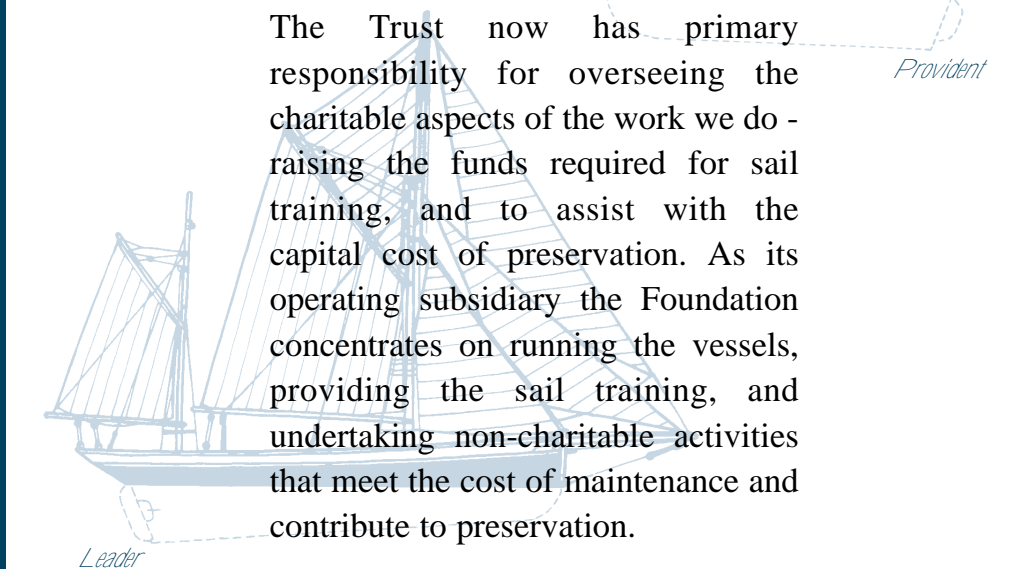 The Trust now has primary
Provident
responsibility for overseeing the
charitable aspects of the work we do -
raising the funds required for sail
training, and to assist with the
capital cost of preservation. As its
operating subsidiary the Foundation
concentrates on running the vessels,
providing the sail training, and
undertaking non-charitable activities
that meet the cost of maintenance and
contribute to preservation.
Leader